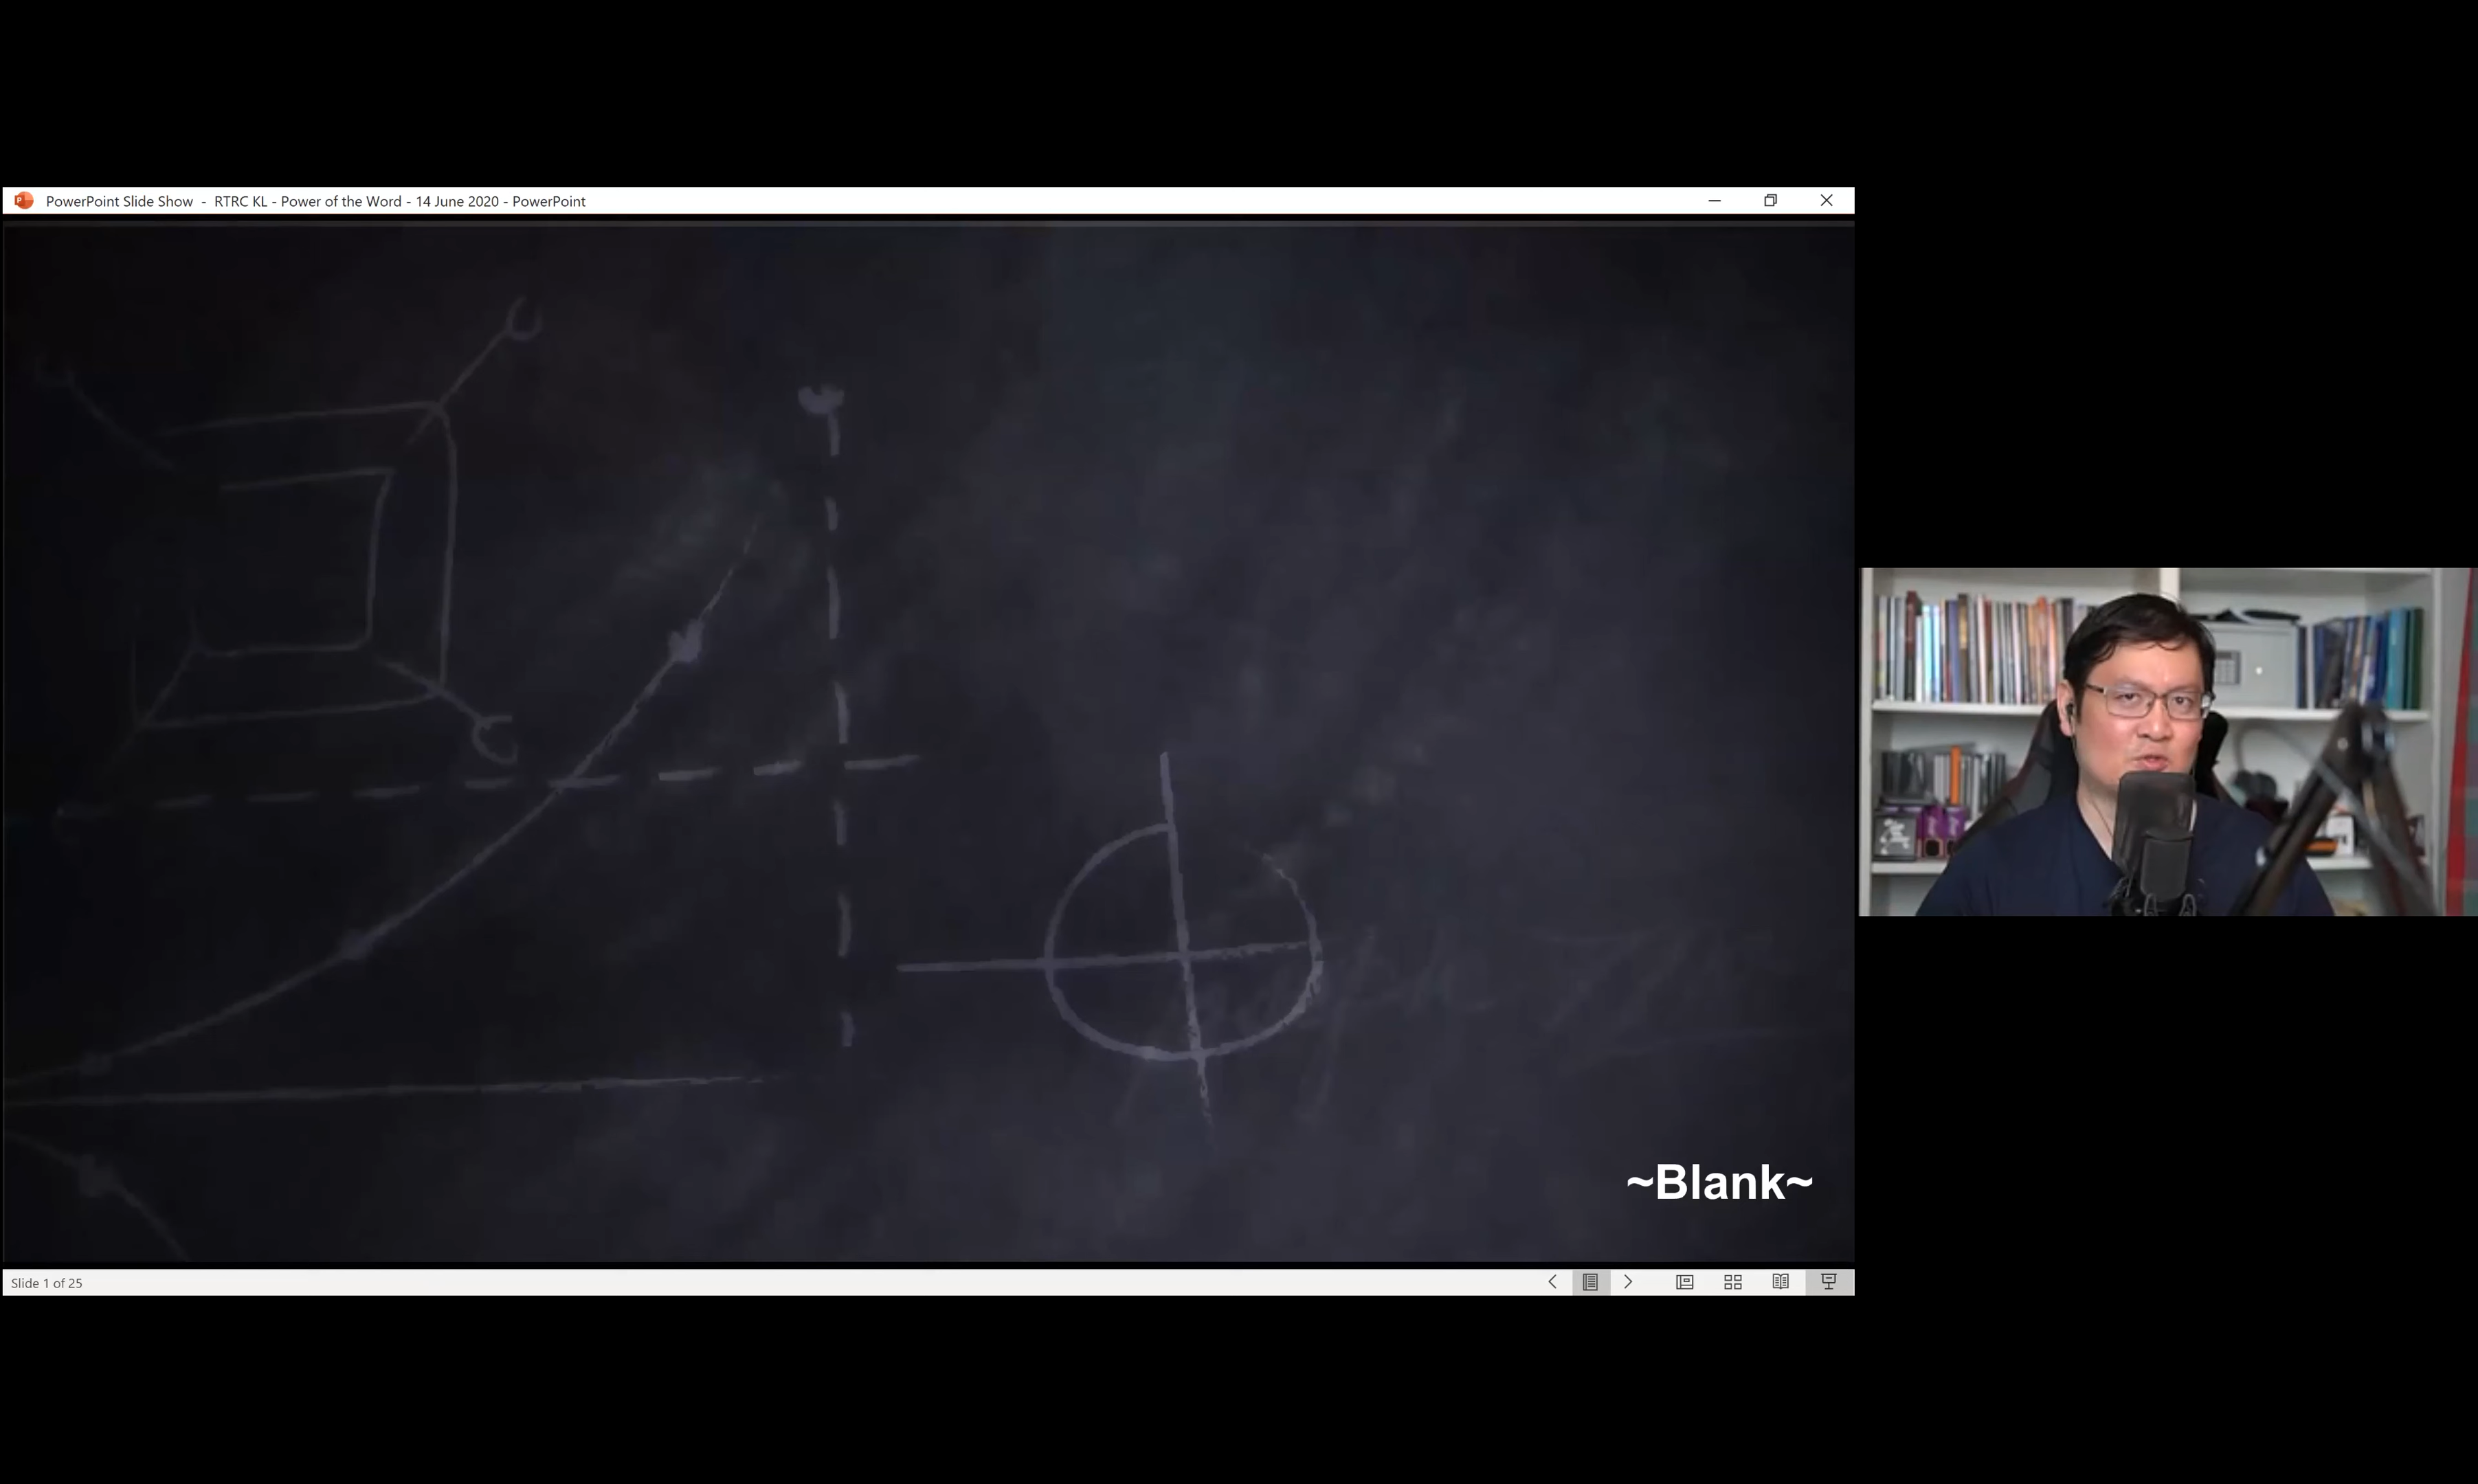 PowerPoint Slide Show - RTRC KL - Power of the Word - 14 June 2020 - PowerPoint
~Blank~
Slide 1 of 25